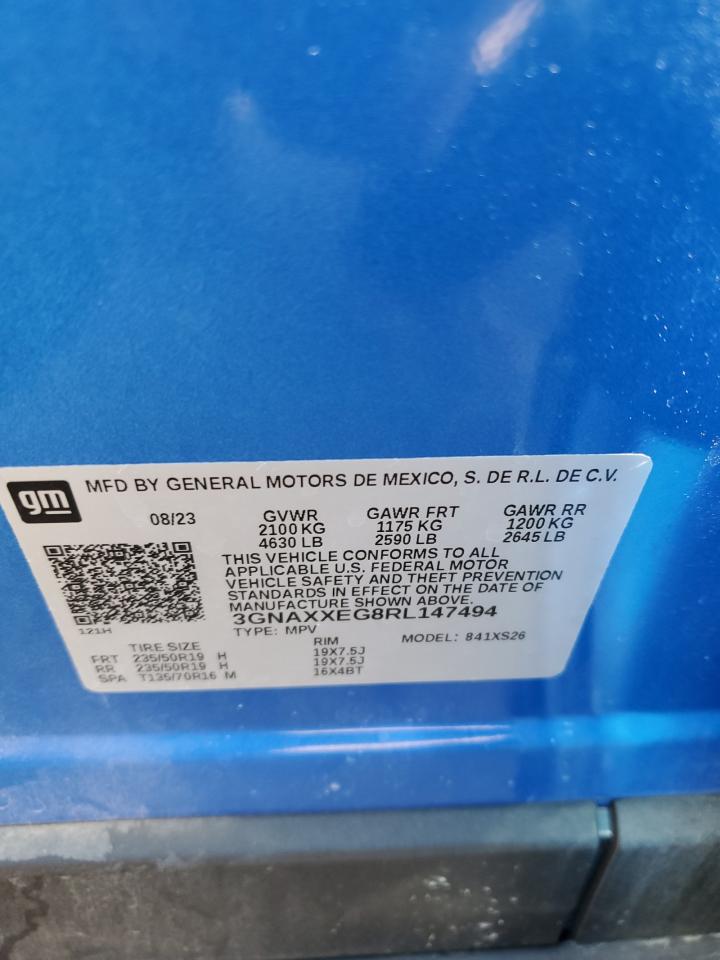 gm
MFD BY GENERAL MOTORS DE MEXICO, S. DE R.L. DE C.V.
08/23 GVWR GAWR FRT GAWR RR
2100 KG 1175 KG 1200 KG
4630 LB 2590 LB 2645 LB
THIS VEHICLE CONFORMS TO ALL
APPLICABLE U.S. FEDERAL MOTOR
VEHICLE SAFETY AND THEFT PREVENTION
STANDARDS IN EFFECT ON THE DATE OF
MANUFACTURE SHOWN ABOVE.
3GNAXXEG8RL147494
121H
TYPE: MPV MODEL: 841XS26
TIRE SIZE RIM
FRT 235/50R19 H 19X7.5J
RR 235/50R19 H 19X7.5J
SPA T135/70R16 M 16X4BT